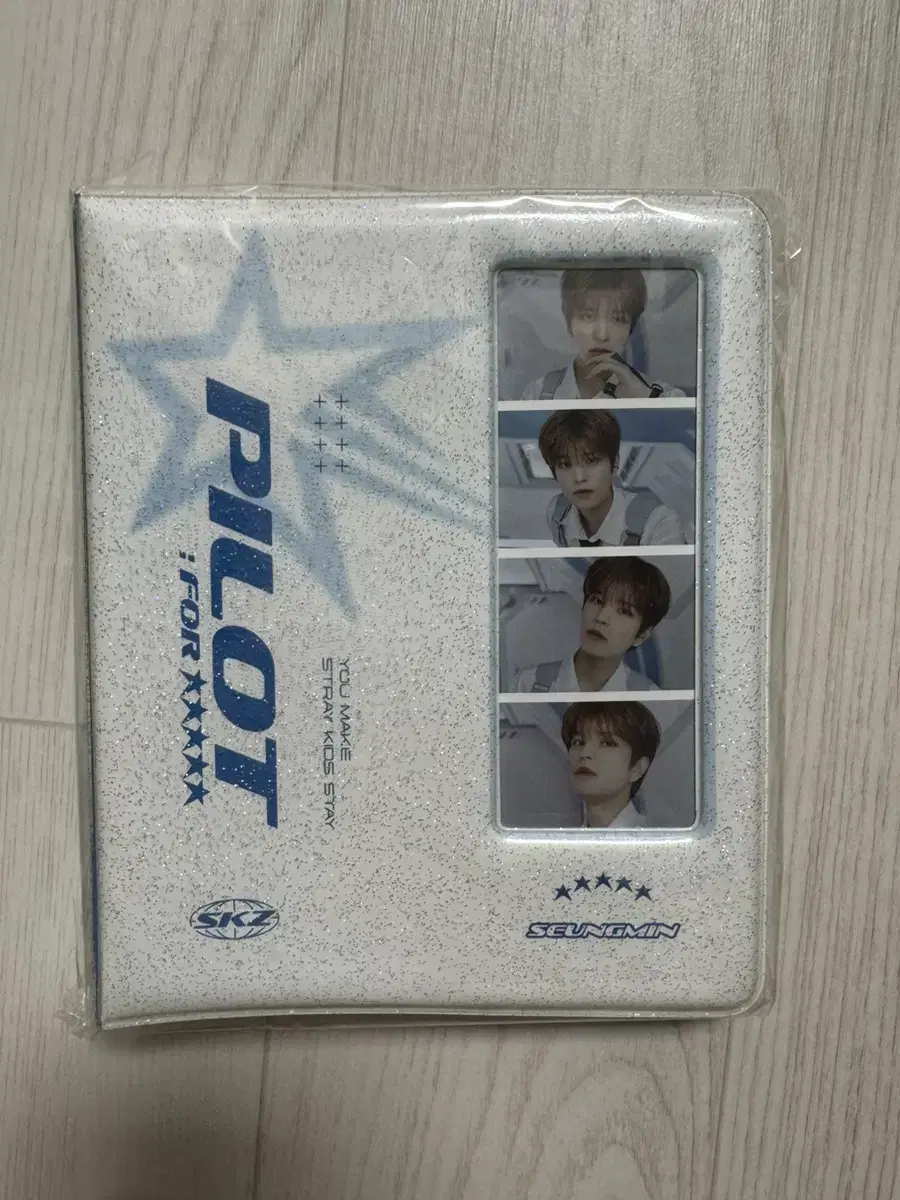 PILOT
: FOR ★★★★★
YOU MAKE
STRAY KIDS STAY
SKZ
★★★★★
SEUNGMIN